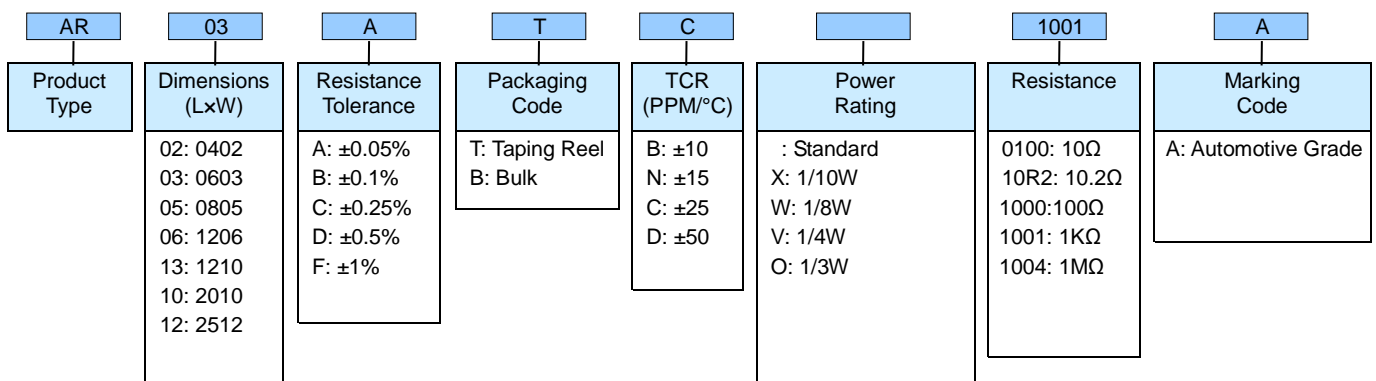 AR
03
A
T
C
1001
A
Product
Type
Dimensions
(L×W)
Resistance
Tolerance
Packaging
Code
TCR
(PPM/°C)
Power
Rating
Resistance
Marking
Code
02: 0402
03: 0603
05: 0805
06: 1206
13: 1210
10: 2010
12: 2512
A: ±0.05%
B: ±0.1%
C: ±0.25%
D: ±0.5%
F: ±1%
T: Taping Reel
B: Bulk
B: ±10
N: ±15
C: ±25
D: ±50
: Standard
X: 1/10W
W: 1/8W
V: 1/4W
O: 1/3W
0100: 10Ω
10R2: 10.2Ω
1000:100Ω
1001: 1KΩ
1004: 1MΩ
A: Automotive Grade